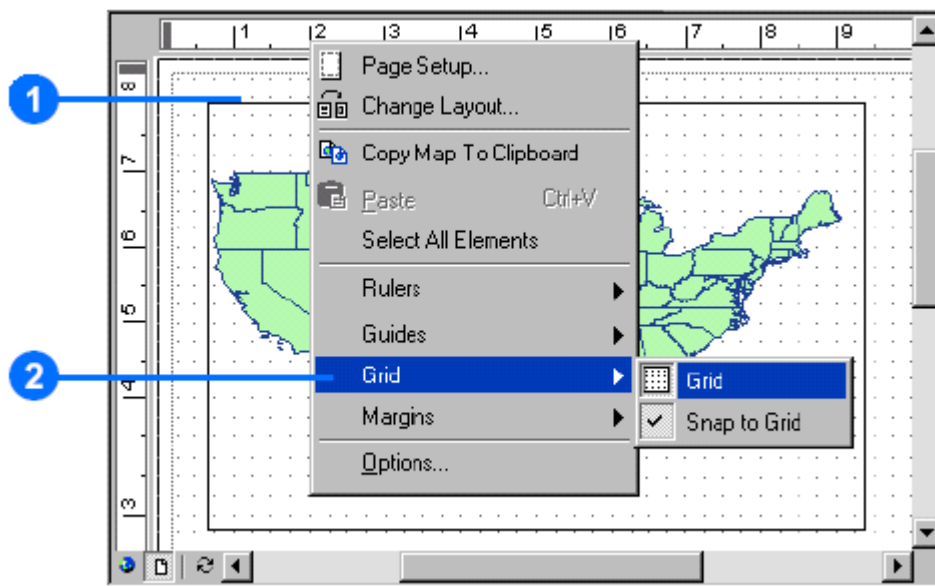 1 2 3 4 5 6 7 8 9
8
7
6
5
4
3
1
2
Page Setup...
Change Layout...
Copy Map To Clipboard
Paste Ctrl+V
Select All Elements
Rulers
Guides
Grid
Margins
Options...
Grid
Snap to Grid